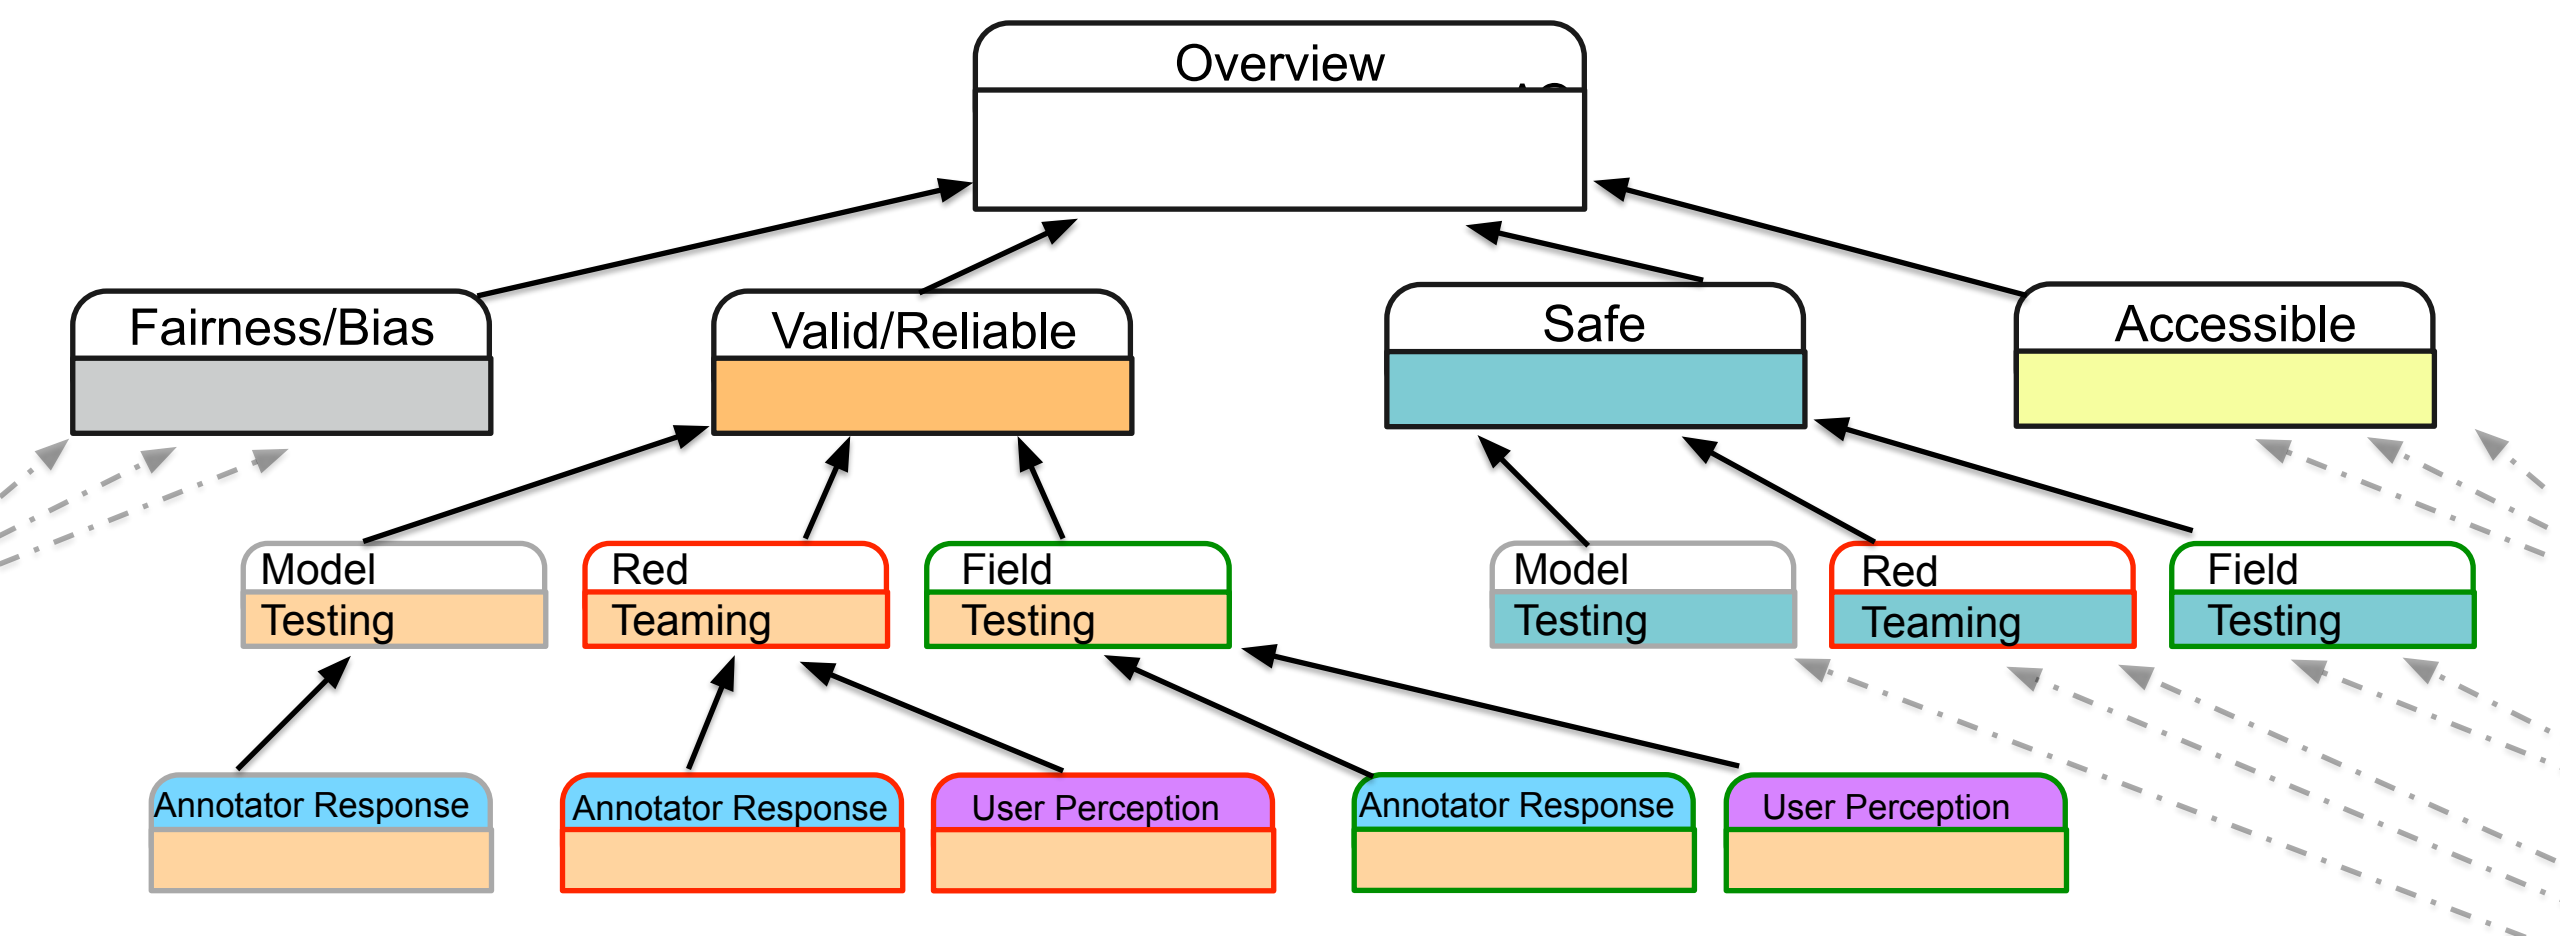 Overview
Fairness/Bias
Valid/Reliable
Safe
Accessible
Model
Testing
Red
Teaming
Field
Testing
Model
Testing
Red
Teaming
Field
Testing
Annotator Response
Annotator Response
User Perception
Annotator Response
User Perception